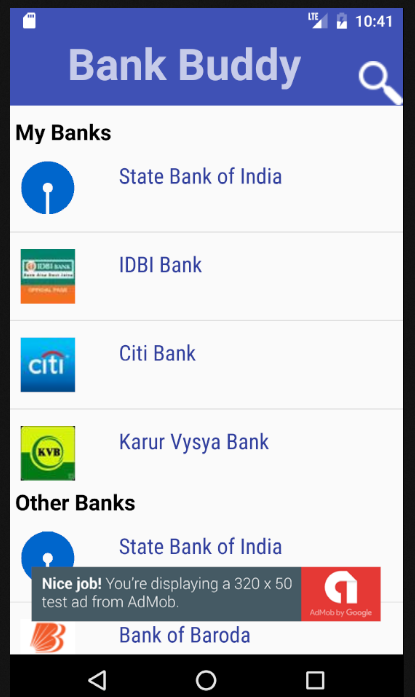 LTE 10:41
Bank Buddy
My Banks
State Bank of India
IDBI BANK
IDBI Bank
citi
Citi Bank
KVB
Karur Vysya Bank
Other Banks
State Bank of India
Nice job! You're displaying a 320 x 50
test ad from AdMob.
AdMob by Google
Bank of Baroda